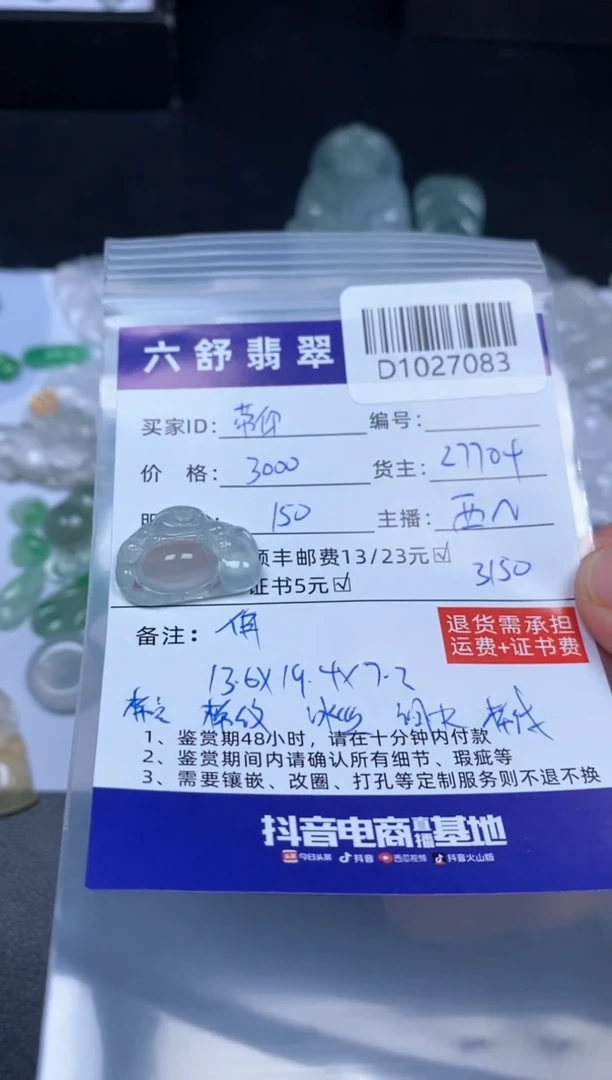 六舒翡翠
D1027083
买家ID: 编号:
价 格: 3000 货主: 27704
150 主播: 西八
顺丰邮费13/23元☑
证书5元☑ 3150
备注:
退货需承担
运费+证书费
13.6X19.4X7.2
1、鉴赏期48小时，请在十分钟内付款
2、鉴赏期间内请确认所有细节、瑕疵等
3、需要镶嵌、改圈、打孔等定制服务则不退不换
抖音电商直播基地
头条 今日头条 抖音 西瓜视频 抖音火山版